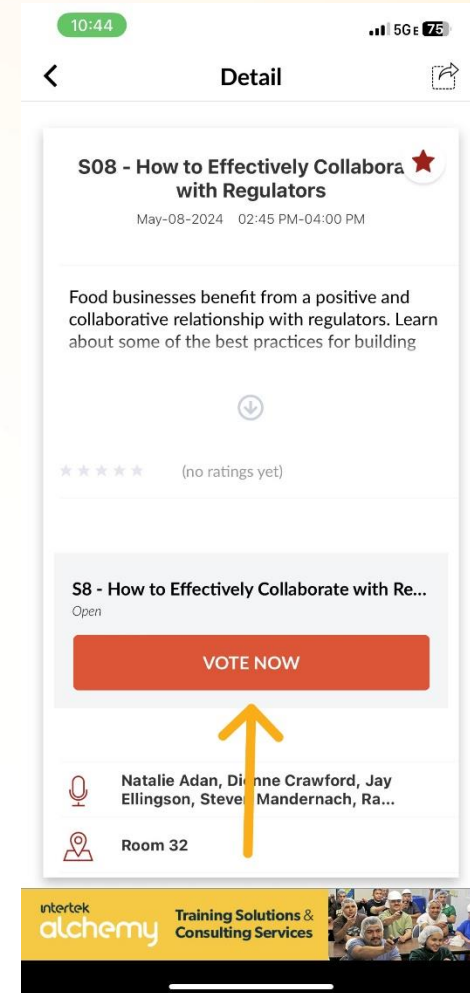 10:44
5G E 75
Detail
S08 - How to Effectively Collabora
with Regulators
May-08-2024 02:45 PM-04:00 PM
Food businesses benefit from a positive and
collaborative relationship with regulators. Learn
about some of the best practices for building
(no ratings yet)
S8 - How to Effectively Collaborate with Re...
Open
VOTE NOW
Natalie Adan, Dianne Crawford, Jay
Ellingson, Steven Mandernach, Ra...
Room 32
intertek
alchemy
Training Solutions &
Consulting Services